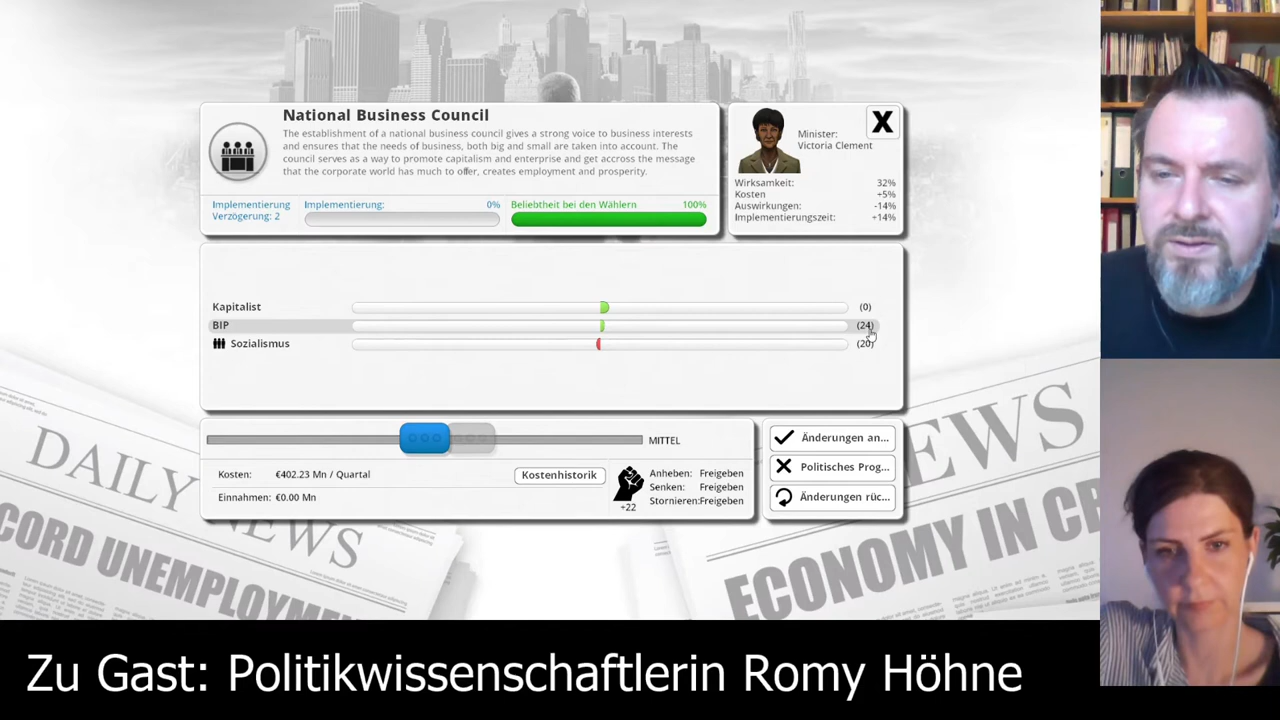 National Business Council
The establishment of a national business council gives a strong voice to business interests
and ensures that the needs of business, both big and small are taken into account. The
council serves as a way to promote capitalism and enterprise and get accross the message
that the corporate world has much to offer, creates employment and prosperity.
Implementierung
Verzögerung: 2
Implementierung: 0%
Beliebtheit bei den Wählern 100%
X
Minister:
Victoria Clement
Wirksamkeit: 32%
Kosten +5%
Auswirkungen: -14%
Implementierungszeit: +14%
Kapitalist (0)
BIP (24)
Sozialismus (20)
MITTEL
Kosten: €402.23 Mn / Quartal
Kostenhistorik
Einnahmen: €0.00 Mn
+22
Anheben: Freigeben
Senken: Freigeben
Stornieren:Freigeben
Änderungen an...
Politisches Prog...
Änderungen rüc...
DAILY NEWS
CORD UNEMPLOYM
NEWS
ECONOMY IN CR
Zu Gast: Politikwissenschaftlerin Romy Höhne